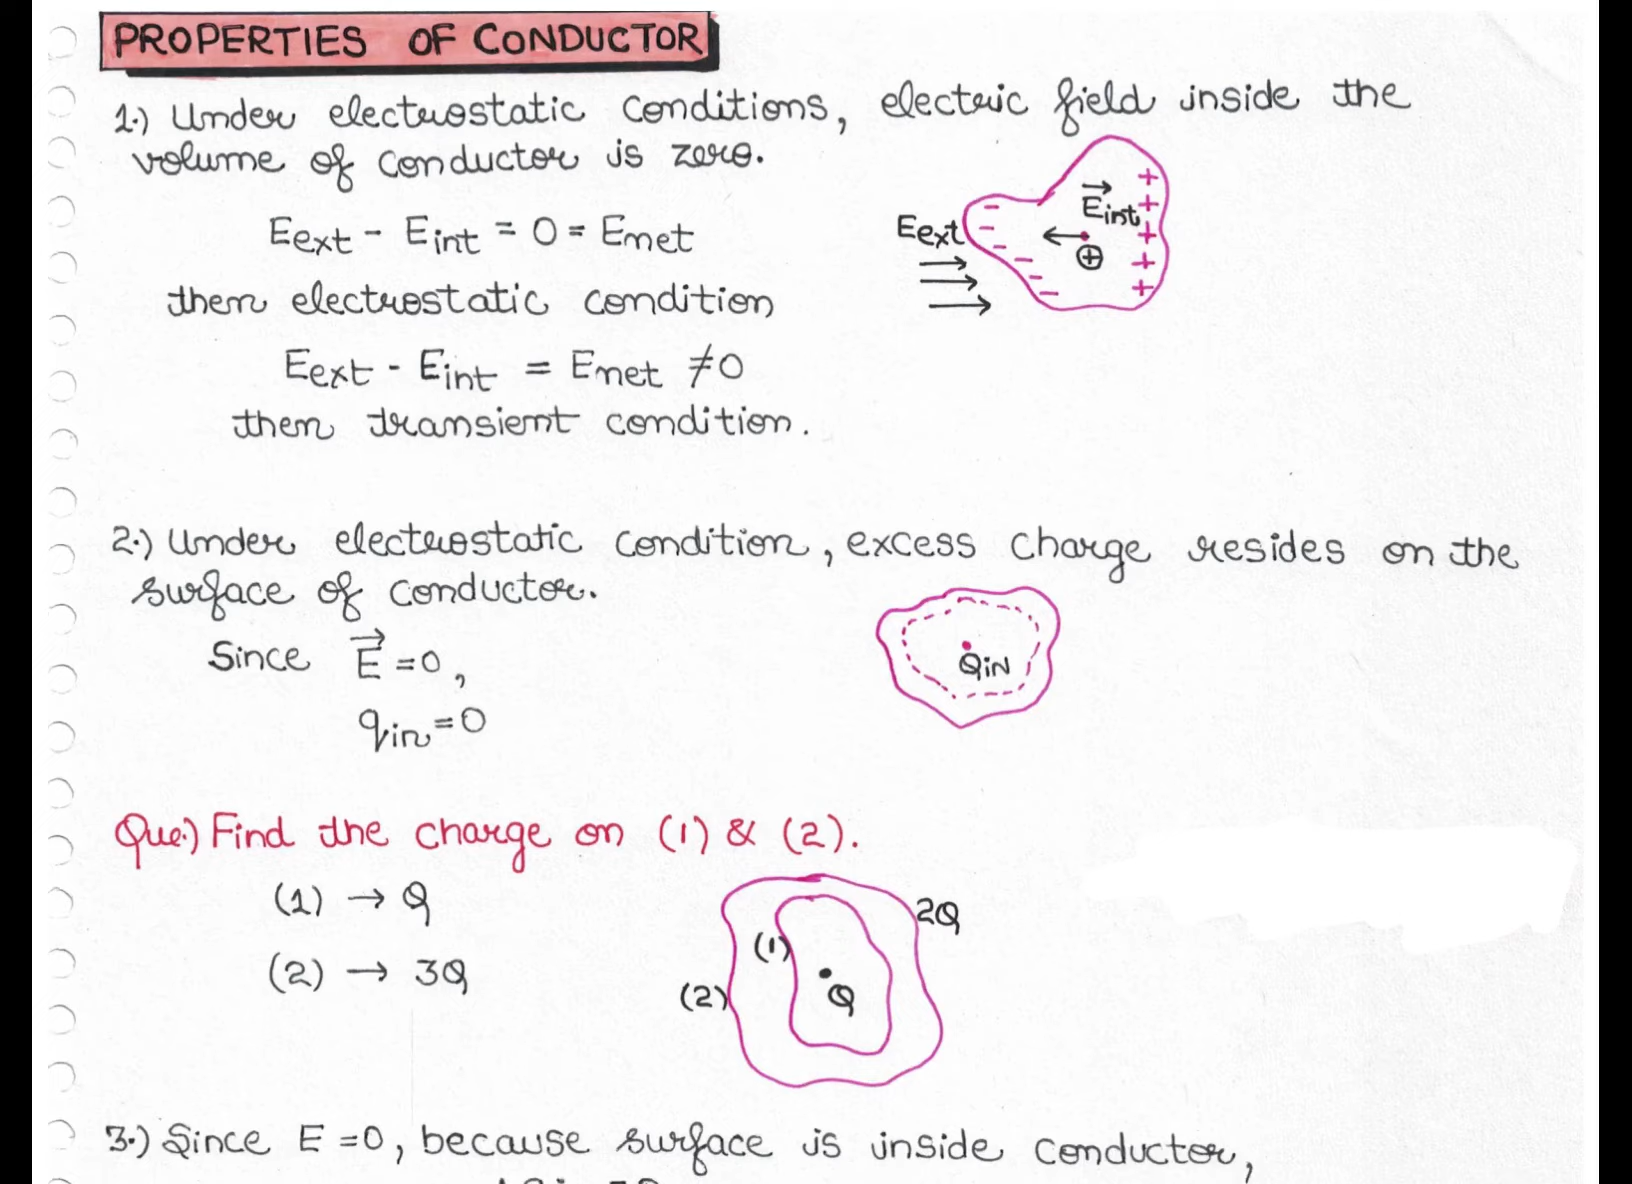 PROPERTIES OF CONDUCTOR
1.) Under electrostatic conditions, electric field inside the
volume of conductor is zero.
Eext - Eint = 0 = Enet
then electrostatic condition
Eext - Eint = Enet ≠0
then transient condition.
Eext
E⃗inst
- - - - - -
+ + + + +
⊕
2.) Under electrostatic condition, excess charge resides on the
surface of conductor.
Since E⃗ =0,
qin=0
QiN
Que.) Find the charge on (1) & (2).
(1) → Q
(2) → 3Q
2Q
(1)
(2)
Q
3.) Since E =0, because surface is inside conductor,